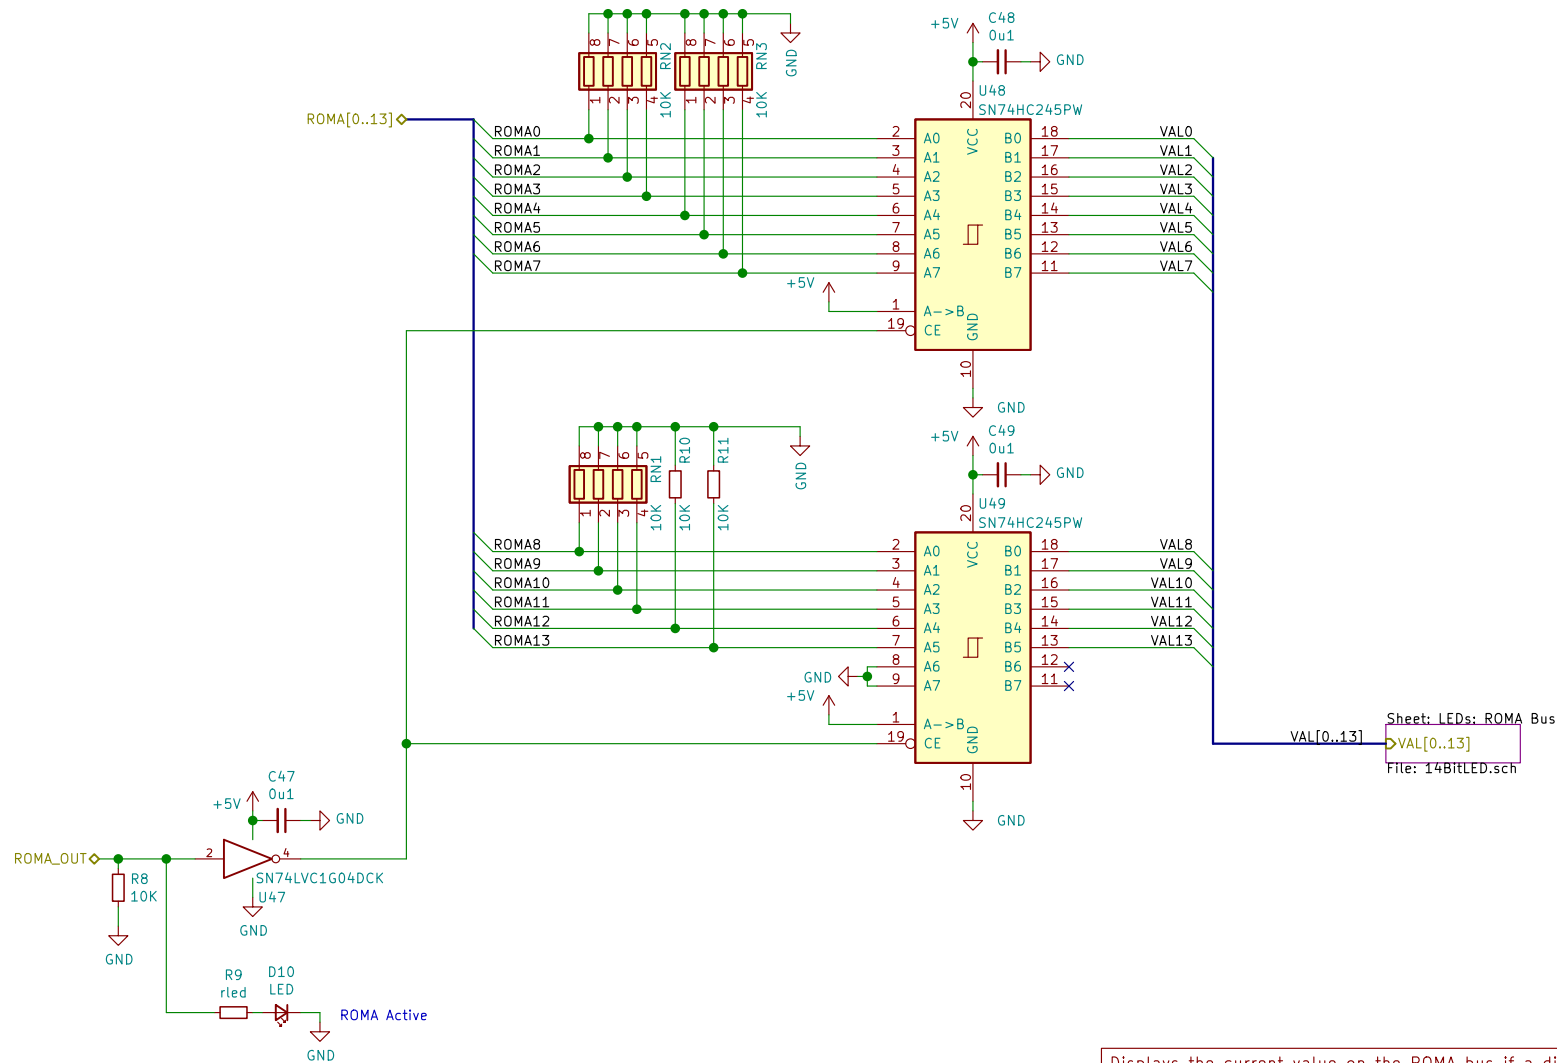 +5V
C48
0u1
GND
8
7
6
5
RN2
8
7
6
5
RN3
GND
1
2
3
4
10K
1
2
3
4
10K
20
U48
SN74HC245PW
ROMA[0..13]
ROMA0
2
A0
VCC
B0
18
VAL0
ROMA1
3
A1
B1
17
VAL1
ROMA2
4
A2
B2
16
VAL2
ROMA3
5
A3
B3
15
VAL3
ROMA4
6
A4
B4
14
VAL4
ROMA5
7
A5
B5
13
VAL5
ROMA6
8
A6
B6
12
VAL6
ROMA7
9
A7
B7
11
VAL7
+5V
1
A->B
19
CE
GND
10
GND
+5V
C49
0u1
GND
8
7
6
5
RN1
R10
R11
GND
1
2
3
4
10K
10K
10K
20
U49
SN74HC245PW
ROMA8
2
A0
VCC
B0
18
VAL8
ROMA9
3
A1
B1
17
VAL9
ROMA10
4
A2
B2
16
VAL10
ROMA11
5
A3
B3
15
VAL11
ROMA12
6
A4
B4
14
VAL12
ROMA13
7
A5
B5
13
VAL13
GND
8
A6
B6
12
9
A7
B7
11
+5V
1
A->B
19
CE
GND
10
GND
Sheet: LEDs: ROMA Bus
VAL[0..13]
VAL[0..13]
File: 14BitLED.sch
C47
0u1
+5V
GND
ROMA_OUT
2
4
SN74LVC1G04DCK
U47
GND
R8
10K
GND
R9
rled
D10
LED
ROMA Active
GND
Displays the current value on the ROMA bus if a di